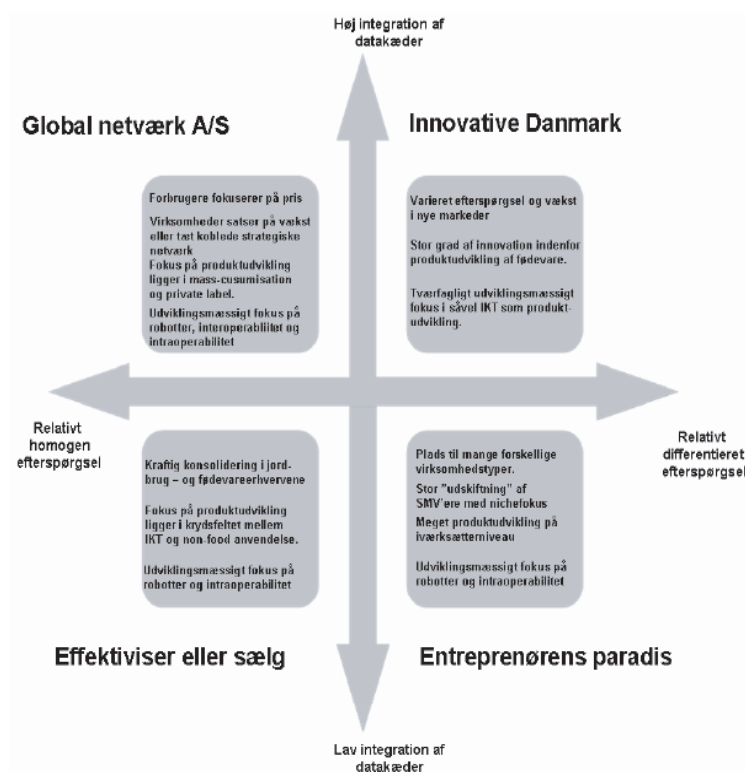 Høj integration af
datakæder
Global netværk A/S
Innovative Danmark
Forbrugere fokuserer på pris
Virksomheder satser på vækst
eller tæt koblede strategiske
netværk
Fokus på produktudvikling
ligger i mass-cusumisation
og private label.
Udviklingsmæssigt fokus på
robotter, interoperabliitet og
intraoperabilitet
Varieret efterspørgsel og vækst
i nye markeder
Stor grad af innovation indenfor
produktudvikling af fødevare.
Tværfagligt udviklingsmæssigt
fokus i såvel IKT som produkt-
udvikling.
Relativt
homogen
efterspørgsel
Relativt
differentieret
efterspørgsel
Kraftig konsolidering i jord-
brug – og fødevareerhvervene
Fokus på produktudvikling
ligger i krydsfeltet mellem
IKT og non-food anvendelse.
Udviklingsmæssigt fokus på
robotter og intraoperabilitet
Plads til mange forskellige
virksomhedstyper.
Stor "udskiftning" af
SMV'ere med nichefokus
Meget produktudvikling på
iværksætterniveau
Udviklingsmæssigt fokus på
robotter og intraoperabilitet
Effektiviser eller sælg
Entreprenørens paradis
Lav integration af
datakæder